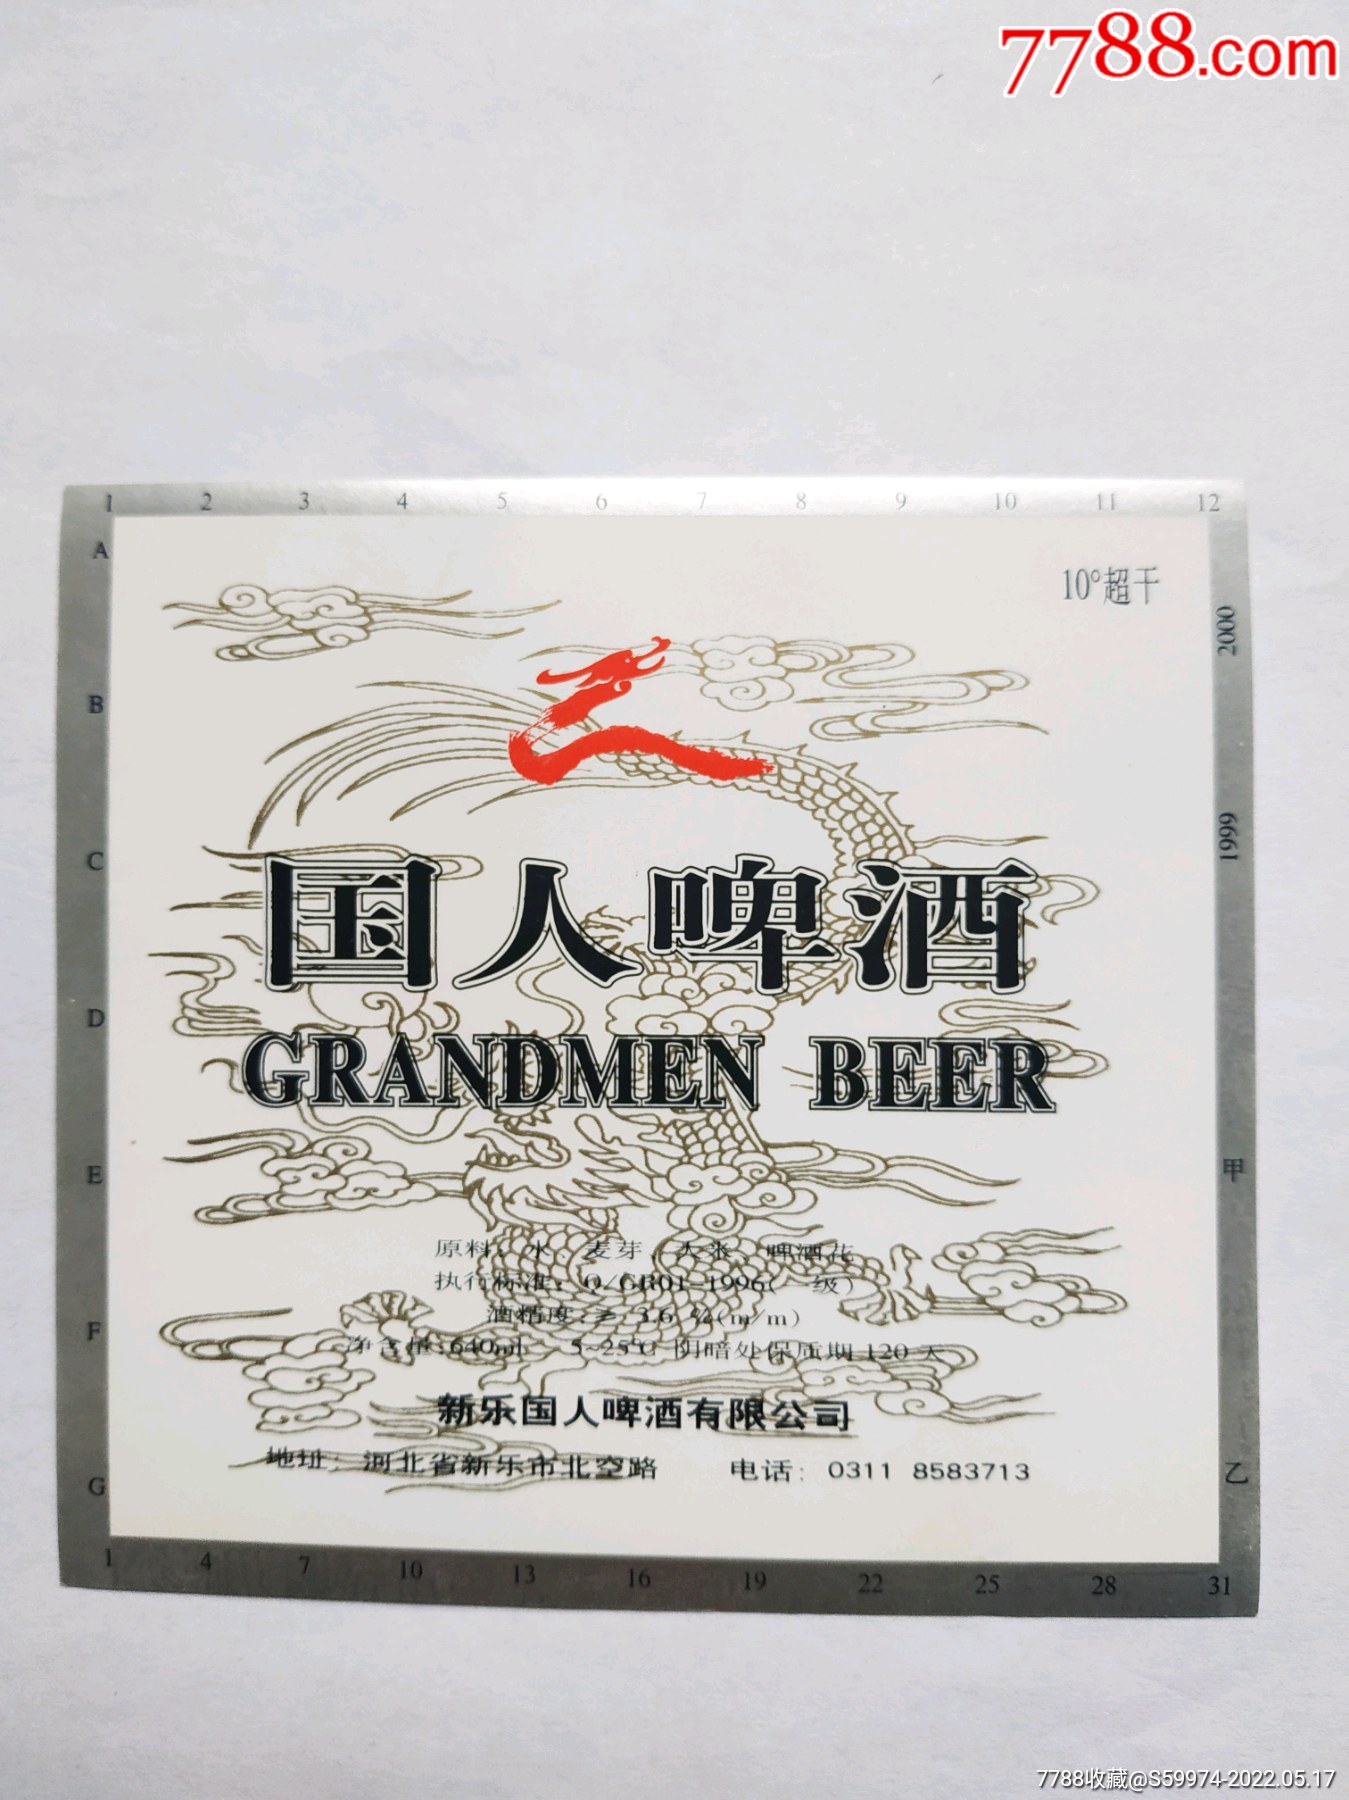 7788.com
1 2 3 4 5 6 7 8 9 10 11 12
A
B
C
D
E
F
G
10°超干
2000
1999
甲
乙
国人啤酒
GRANDMEN BEER
原料：水、麦芽、大米、啤酒花
执行标准：Q/GR01-1996(一级)
酒精度：≥ 3.6 %(m/m)
净含量:640ml 5~25℃ 阴暗处保质期 120 天
新乐国人啤酒有限公司
地址：河北省新乐市北空路 电话：0311 8583713
1 4 7 10 13 16 19 22 25 28 31
7788收藏@S59974-2022.05.17